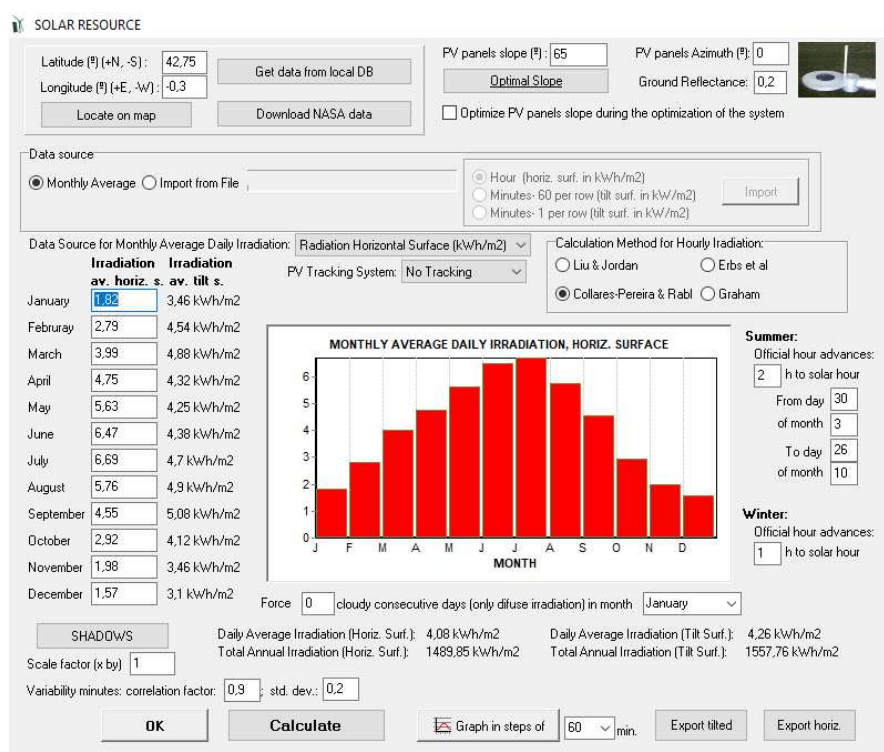 SOLAR RESOURCE
Latitude (º) (+N, -S) : 42,75
Longitude (º) (+E, -W) : -0,3
Get data from local DB
Locate on map
Download NASA data
PV panels slope (º) : 65
PV panels Azimuth (º): 0
Optimal Slope
Ground Reflectance: 0,2
Optimize PV panels slope during the optimization of the system
Data source
Monthly Average
Import from File
Hour (horiz. surf. in kWh/m2)
Minutes- 60 per row (tilt surf. in kW/m2)
Minutes- 1 per row (tilt surf. in kW/m2)
Import
Data Source for Monthly Average Daily Irradiation: Radiation Horizontal Surface (kWh/m2)
PV Tracking System: No Tracking
Calculation Method for Hourly Iradiation:
Liu & Jordan
Erbs et al
Collares-Pereira & Rabl
Graham
Irradiation Irradiation
av. horiz. s. av. tilt s.
January 1,82 3,46 kWh/m2
Februray 2,79 4,54 kWh/m2
March 3,99 4,88 kWh/m2
April 4,75 4,32 kWh/m2
May 5,63 4,25 kWh/m2
June 6,47 4,38 kWh/m2
July 6,69 4,7 kWh/m2
August 5,76 4,9 kWh/m2
September 4,55 5,08 kWh/m2
October 2,92 4,12 kWh/m2
November 1,98 3,46 kWh/m2
December 1,57 3,1 kWh/m2
MONTHLY AVERAGE DAILY IRRADIATION, HORIZ. SURFACE
6
5
4
3
2
1
0
J F M A M J J A S O N D
MONTH
Summer:
Official hour advances:
2 h to solar hour
From day 30
of month 3
To day 26
of month 10
Winter:
Official hour advances:
1 h to solar hour
Force 0 cloudy consecutive days (only difuse irradiation) in month January
SHADOWS
Scale factor (x by) 1
Daily Average Irradiation (Horiz. Surf.): 4,08 kWh/m2
Total Annual Irradiation (Horiz. Surf.): 1489,85 kWh/m2
Daily Average Irradiation (Tilt Surf.): 4,26 kWh/m2
Total Annual Irradiation (Tilt Surf.): 1557,76 kWh/m2
Variability minutes: correlation factor: 0,9 ; std. dev.: 0,2
OK
Calculate
Graph in steps of 60 min.
Export tilted
Export horiz.